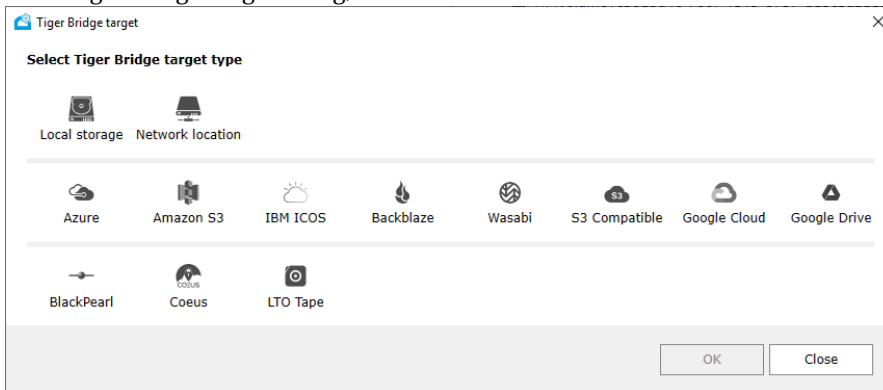 Tiger Bridge target
Select Tiger Bridge target type
Local storage Network location
Azure Amazon S3 IBM ICOS Backblaze Wasabi S3 Compatible Google Cloud Google Drive
BlackPearl Coeus LTO Tape
OK Close